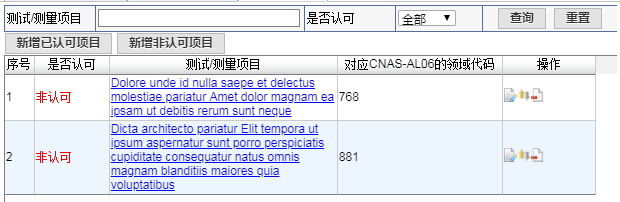 测试/测量项目 是否认可 全部 查询 重置
新增已认可项目 新增非认可项目
序号 是否认可 测试/测量项目 对应CNAS-AL06的领域代码 操作
1 非认可 Dolore unde id nulla saepe et delectus 768
molestiae pariatur Amet dolor magnam ea
ipsam ut debitis rerum sunt neque
2 非认可 Dicta architecto pariatur Elit tempora ut 881
ipsum aspernatur sunt porro perspiciatis
cupiditate consequatur natus omnis
magnam blanditiis maiores quia
voluptatibus